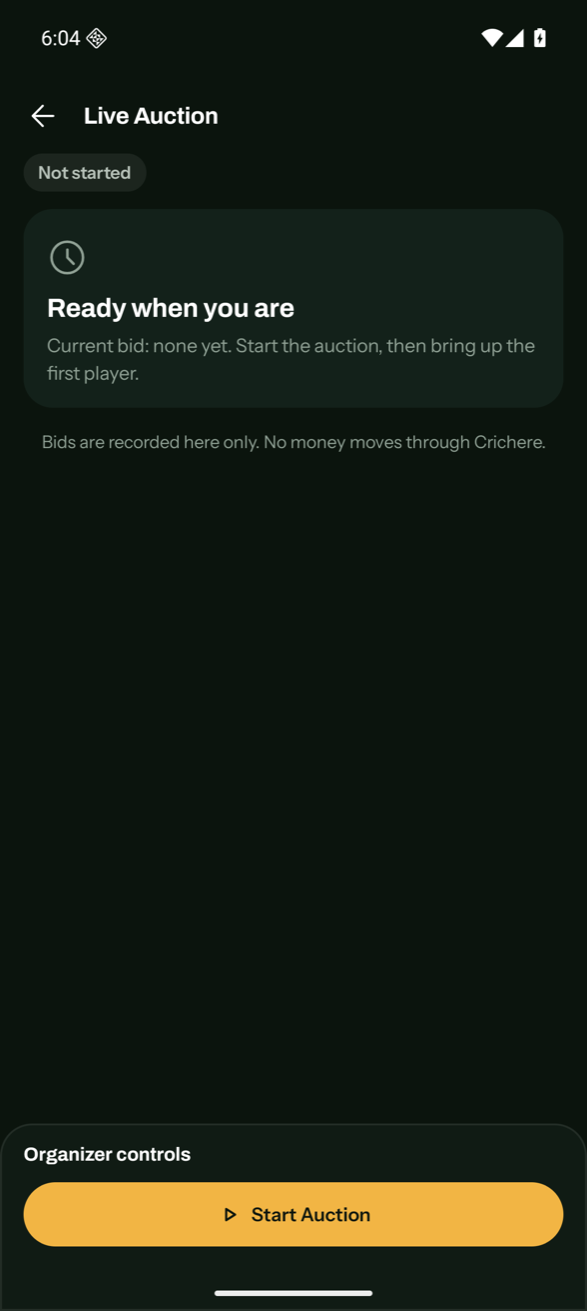 6:04
Live Auction
Not started
Ready when you are
Current bid: none yet. Start the auction, then bring up the
first player.
Bids are recorded here only. No money moves through Crichere.
Organizer controls
Start Auction